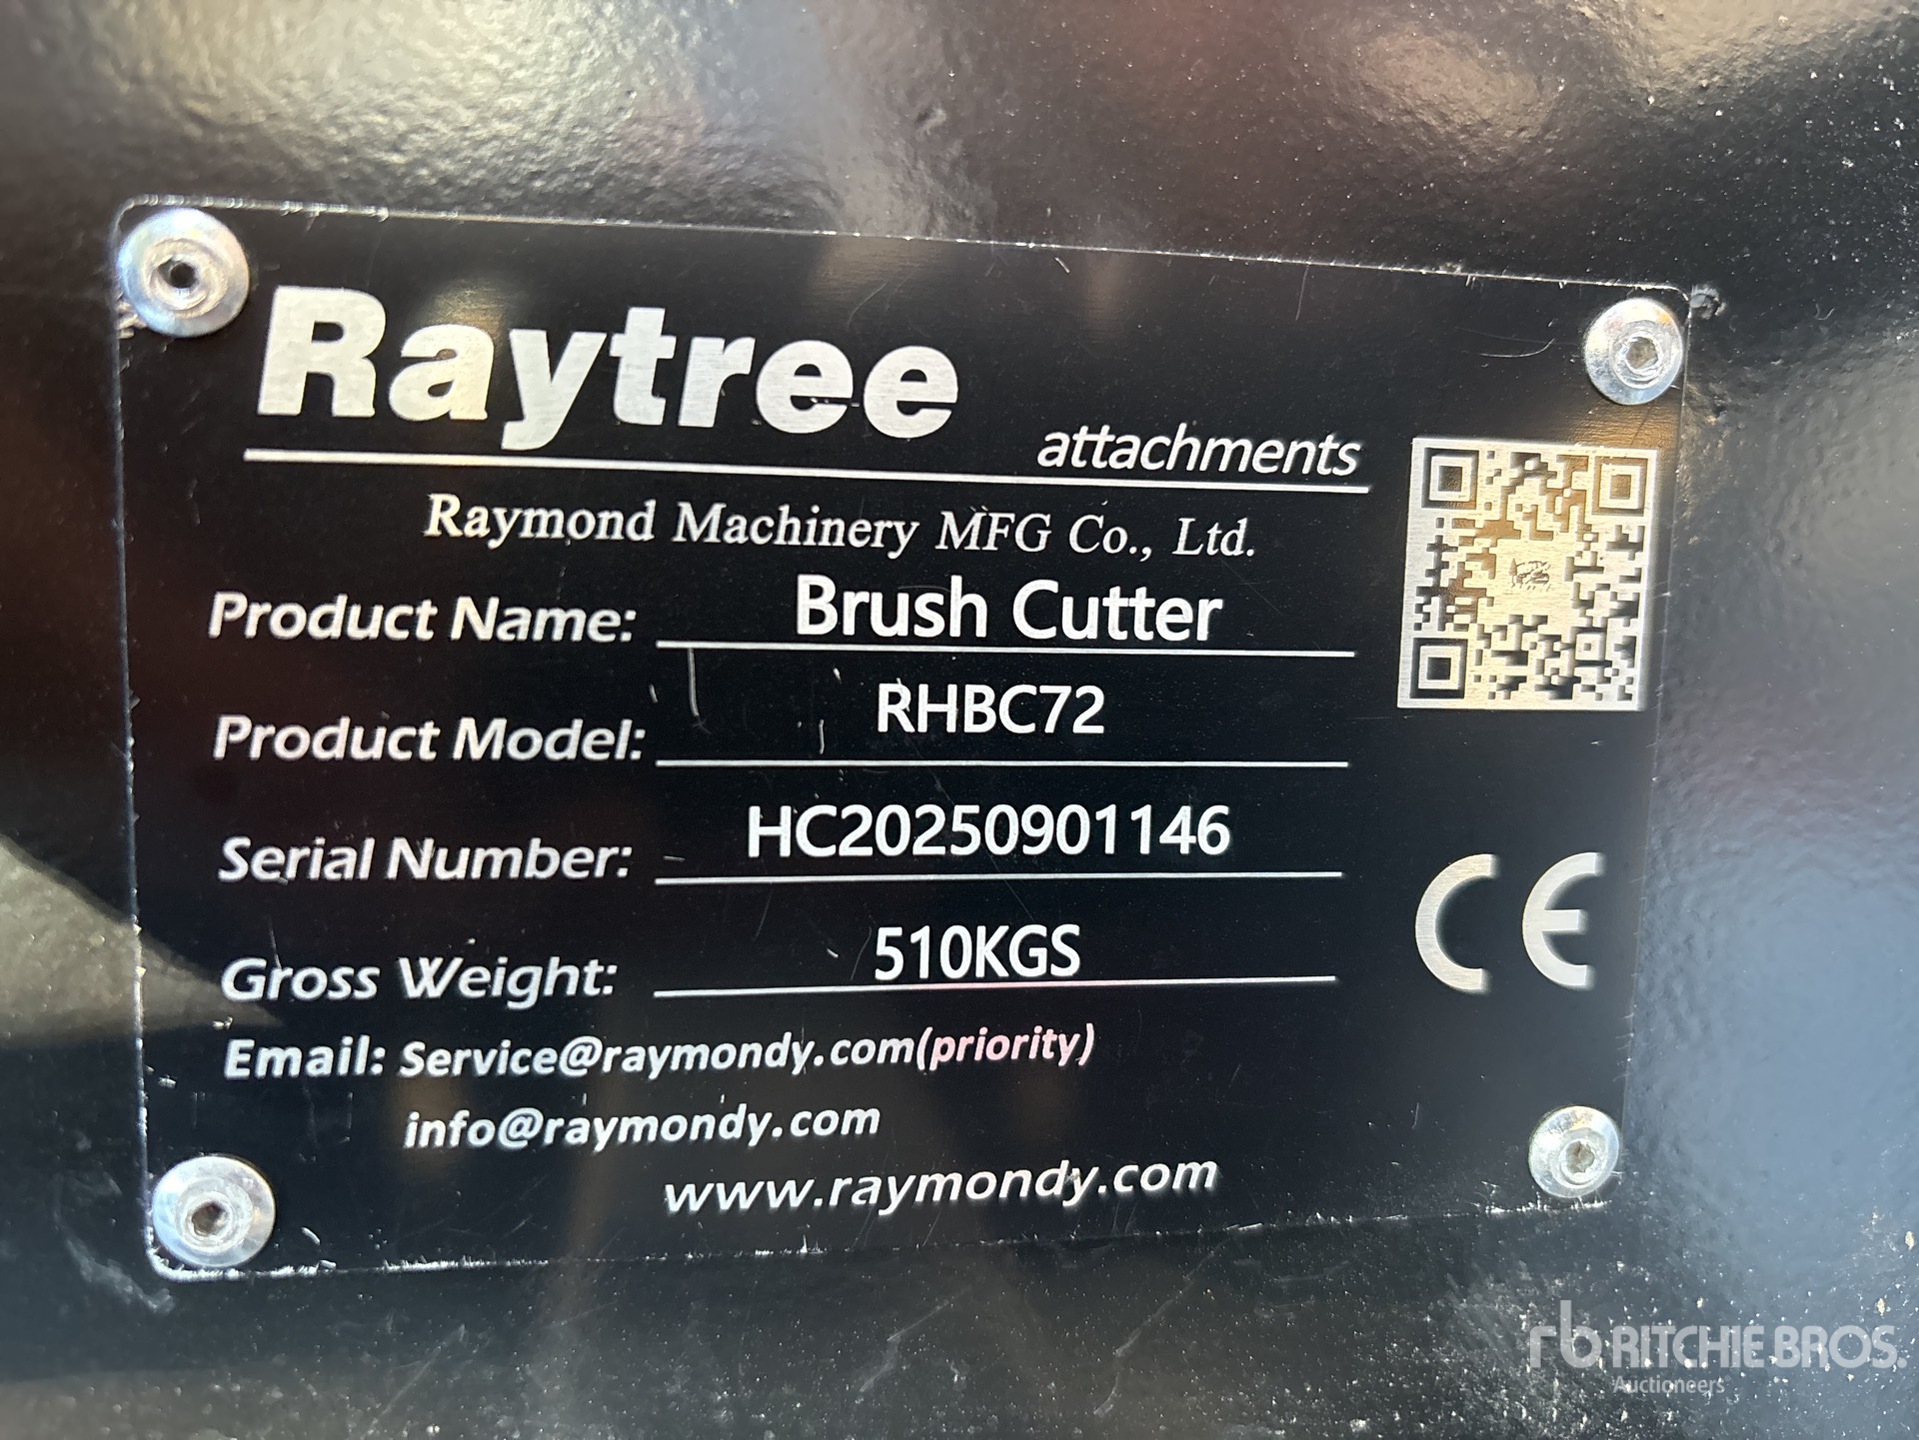 Raytree
attachments
Raymond Machinery MFG Co., Ltd.
Product Name: Brush Cutter
Product Model: RHBC72
Serial Number: HC20250901146
Gross Weight: 510KGS
Email: Service@raymondy.com(priority)
info@raymondy.com
www.raymondy.com
CE
rb RITCHIE BROS.
Auctioneers